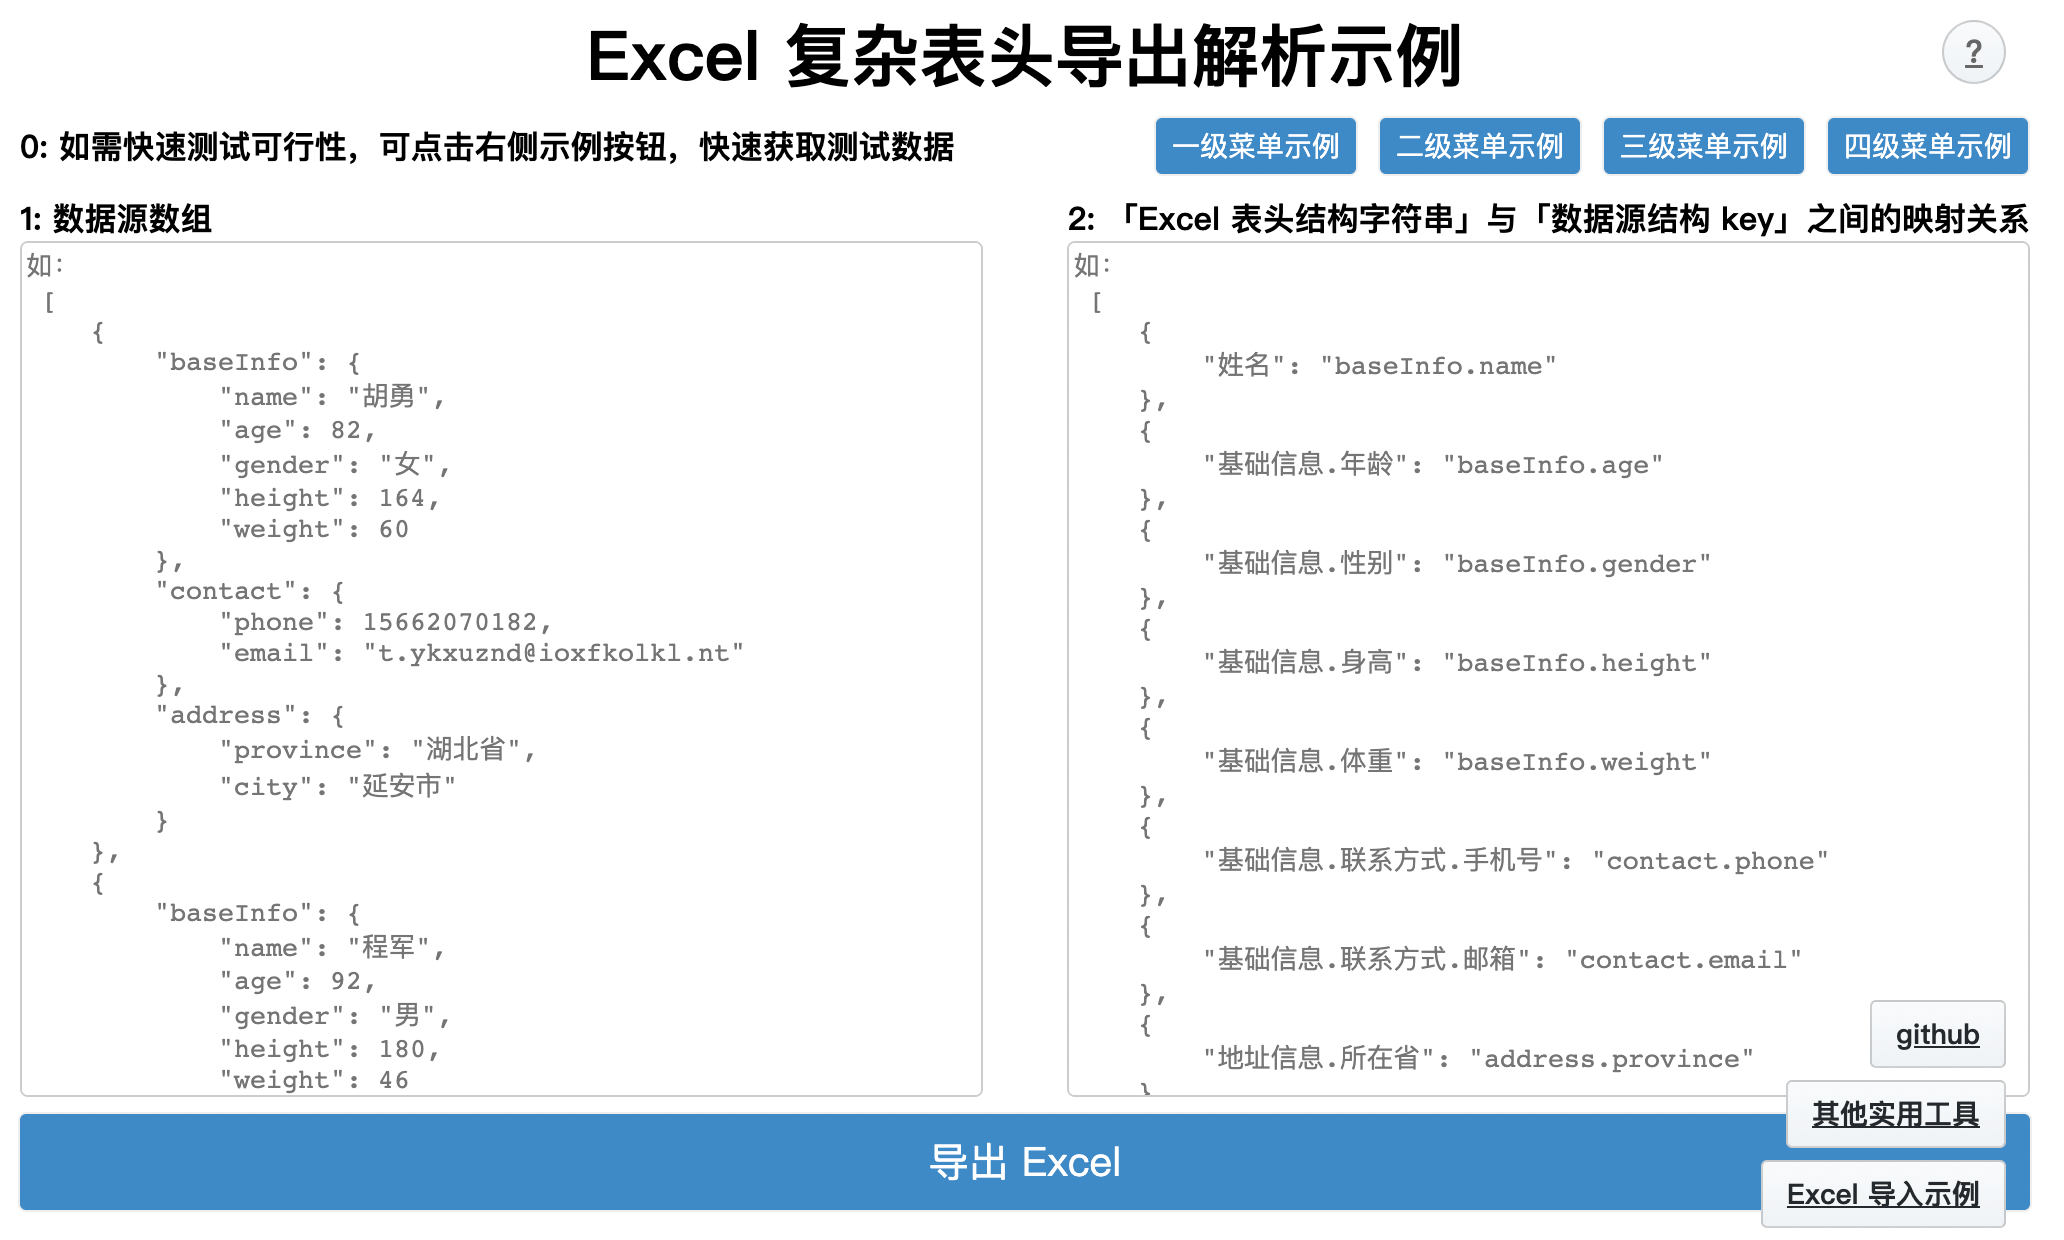 Excel 复杂表头导出解析示例
?
0: 如需快速测试可行性，可点击右侧示例按钮，快速获取测试数据
一级菜单示例
二级菜单示例
三级菜单示例
四级菜单示例
1: 数据源数组
如：
[
{
"baseInfo": {
"name": "胡勇",
"age": 82,
"gender": "女",
"height": 164,
"weight": 60
},
"contact": {
"phone": 15662070182,
"email": "t.ykxuznd@ioxfkolkl.nt"
},
"address": {
"province": "湖北省",
"city": "延安市"
}
},
{
"baseInfo": {
"name": "程军",
"age": 92,
"gender": "男",
"height": 180,
"weight": 46
2: 「Excel 表头结构字符串」与「数据源结构 key」之间的映射关系
如：
[
{
"姓名": "baseInfo.name"
},
{
"基础信息.年龄": "baseInfo.age"
},
{
"基础信息.性别": "baseInfo.gender"
},
{
"基础信息.身高": "baseInfo.height"
},
{
"基础信息.体重": "baseInfo.weight"
},
{
"基础信息.联系方式.手机号": "contact.phone"
},
{
"基础信息.联系方式.邮箱": "contact.email"
},
{
"地址信息.所在省": "address.province"
}
github
其他实用工具
导出 Excel
Excel 导入示例